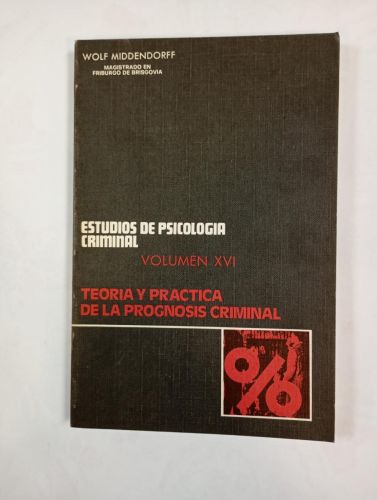 WOLF MIDDENDORFF
MAGISTRADO EN
FRIBURGO DE BRISGOVIA
ESTUDIOS DE PSICOLOGIA
CRIMINAL
VOLUMEN XVI
TEORIA Y PRACTICA
DE LA PROGNOSIS CRIMINAL
%